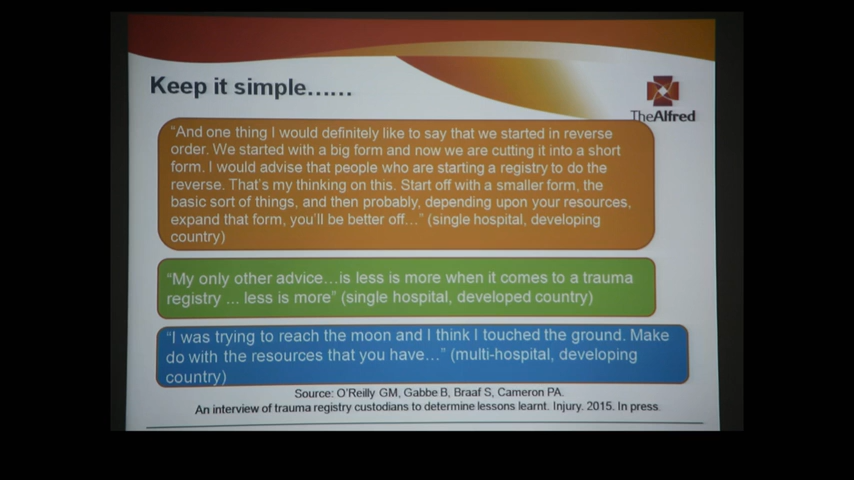 Keep it simple……
TheAlfred
“And one thing I would definitely like to say that we started in reverse
order. We started with a big form and now we are cutting it into a short
form. I would advise that people who are starting a registry to do the
reverse. That’s my thinking on this. Start off with a smaller form, the
basic sort of things, and then probably, depending upon your resources,
expand that form, you’ll be better off…” (single hospital, developing
country)
“My only other advice…is less is more when it comes to a trauma
registry ... less is more” (single hospital, developed country)
“I was trying to reach the moon and I think I touched the ground. Make
do with the resources that you have…” (multi-hospital, developing
country)
Source: O’Reilly GM, Gabbe B, Braaf S, Cameron PA.
An interview of trauma registry custodians to determine lessons learnt. Injury. 2015. In press